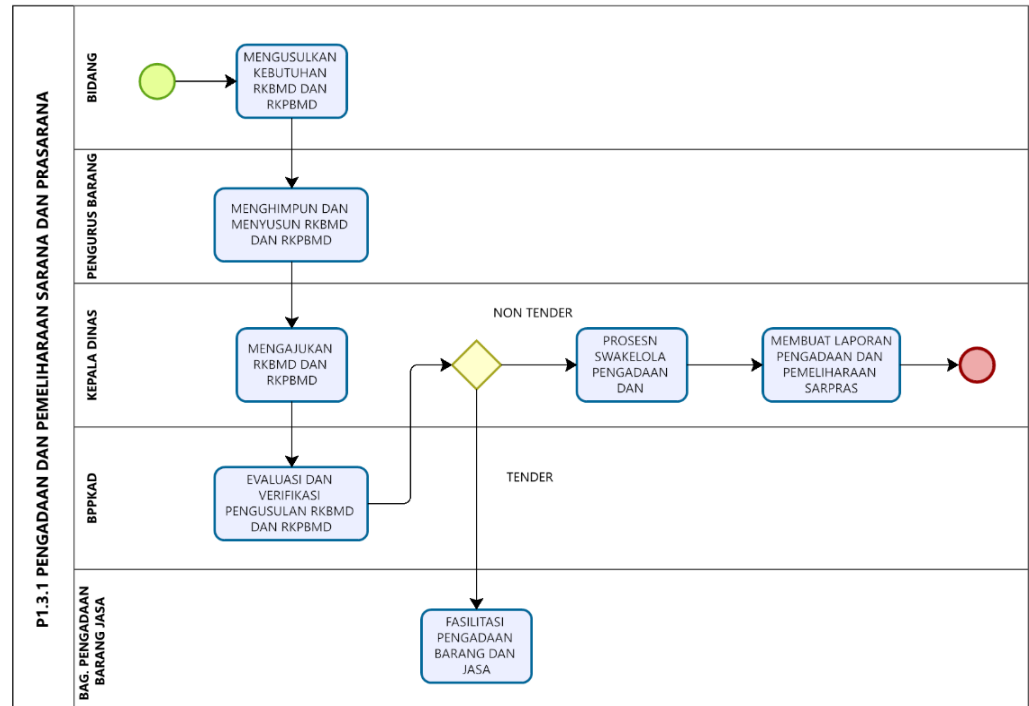 P1.3.1 PENGADAAN DAN PEMELIHARAAN SARANA DAN PRASARANA
BIDANG
MENGUSULKAN
KEBUTUHAN
RKBMD DAN
RKPBMD
PENGURUS BARANG
MENGHIMPUN DAN
MENYUSUN RKBMD
DAN RKPBMD
KEPALA DINAS
MENGAJUKAN
RKBMD DAN
RKPBMD
NON TENDER
PROSESN
SWAKELOLA
PENGADAAN
DAN
MEMBUAT LAPORAN
PENGADAAN DAN
PEMELIHARAAN
SARPRAS
BPPKAD
EVALUASI DAN
VERIFIKASI
PENGUSULAN RKBMD
DAN RKPBMD
TENDER
BAG. PENGADAAN
BARANG JASA
FASILITASI
PENGADAAN
BARANG DAN
JASA